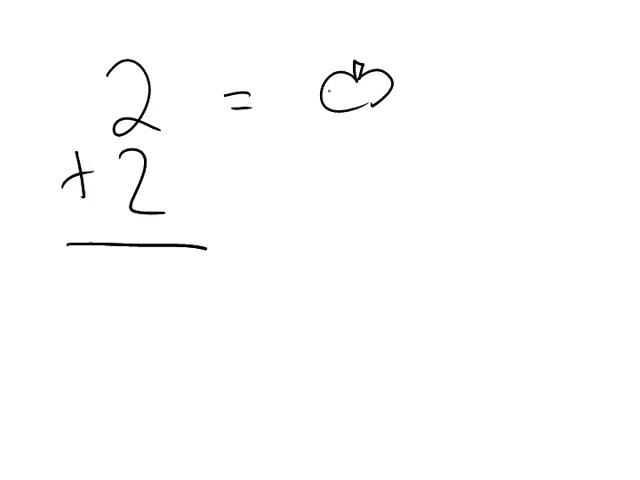 2 =
+ 2